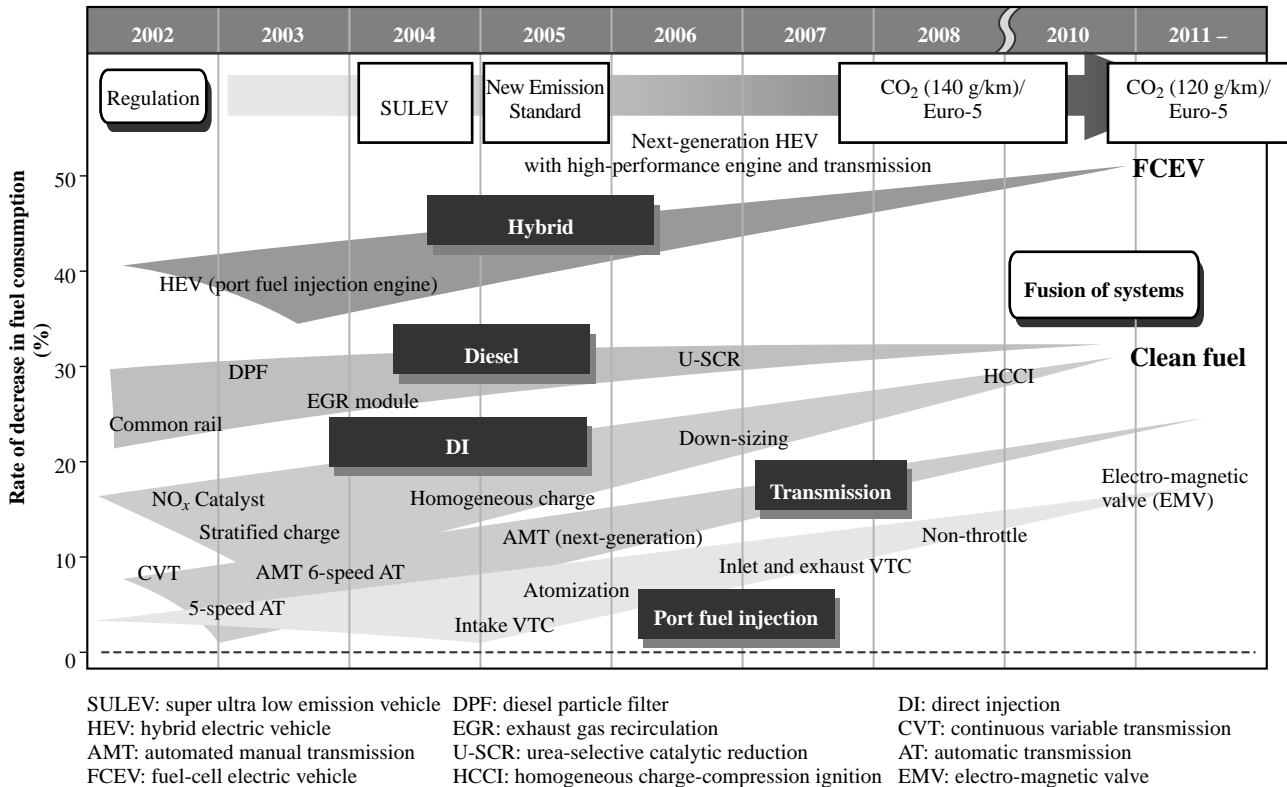 2002 2003 2004 2005 2006 2007 2008 2010 2011 –
Regulation
SULEV
New Emission
Standard
CO₂ (140 g/km)/
Euro-5
CO₂ (120 g/km)/
Euro-5
Next-generation HEV
with high-performance engine and transmission
FCEV
Hybrid
HEV (port fuel injection engine)
Fusion of systems
Diesel
U-SCR
Clean fuel
DPF
HCCI
EGR module
Common rail
DI
Down-sizing
Transmission
Electro-magnetic
valve (EMV)
NOx Catalyst
Homogeneous charge
Stratified charge
AMT (next-generation)
Non-throttle
CVT
AMT 6-speed AT
Inlet and exhaust VTC
Atomization
5-speed AT
Intake VTC
Port fuel injection
Rate of decrease in fuel consumption
(%)
50
40
30
20
10
0
SULEV: super ultra low emission vehicle
HEV: hybrid electric vehicle
AMT: automated manual transmission
FCEV: fuel-cell electric vehicle
DPF: diesel particle filter
EGR: exhaust gas recirculation
U-SCR: urea-selective catalytic reduction
HCCI: homogeneous charge-compression ignition
DI: direct injection
CVT: continuous variable transmission
AT: automatic transmission
EMV: electro-magnetic valve